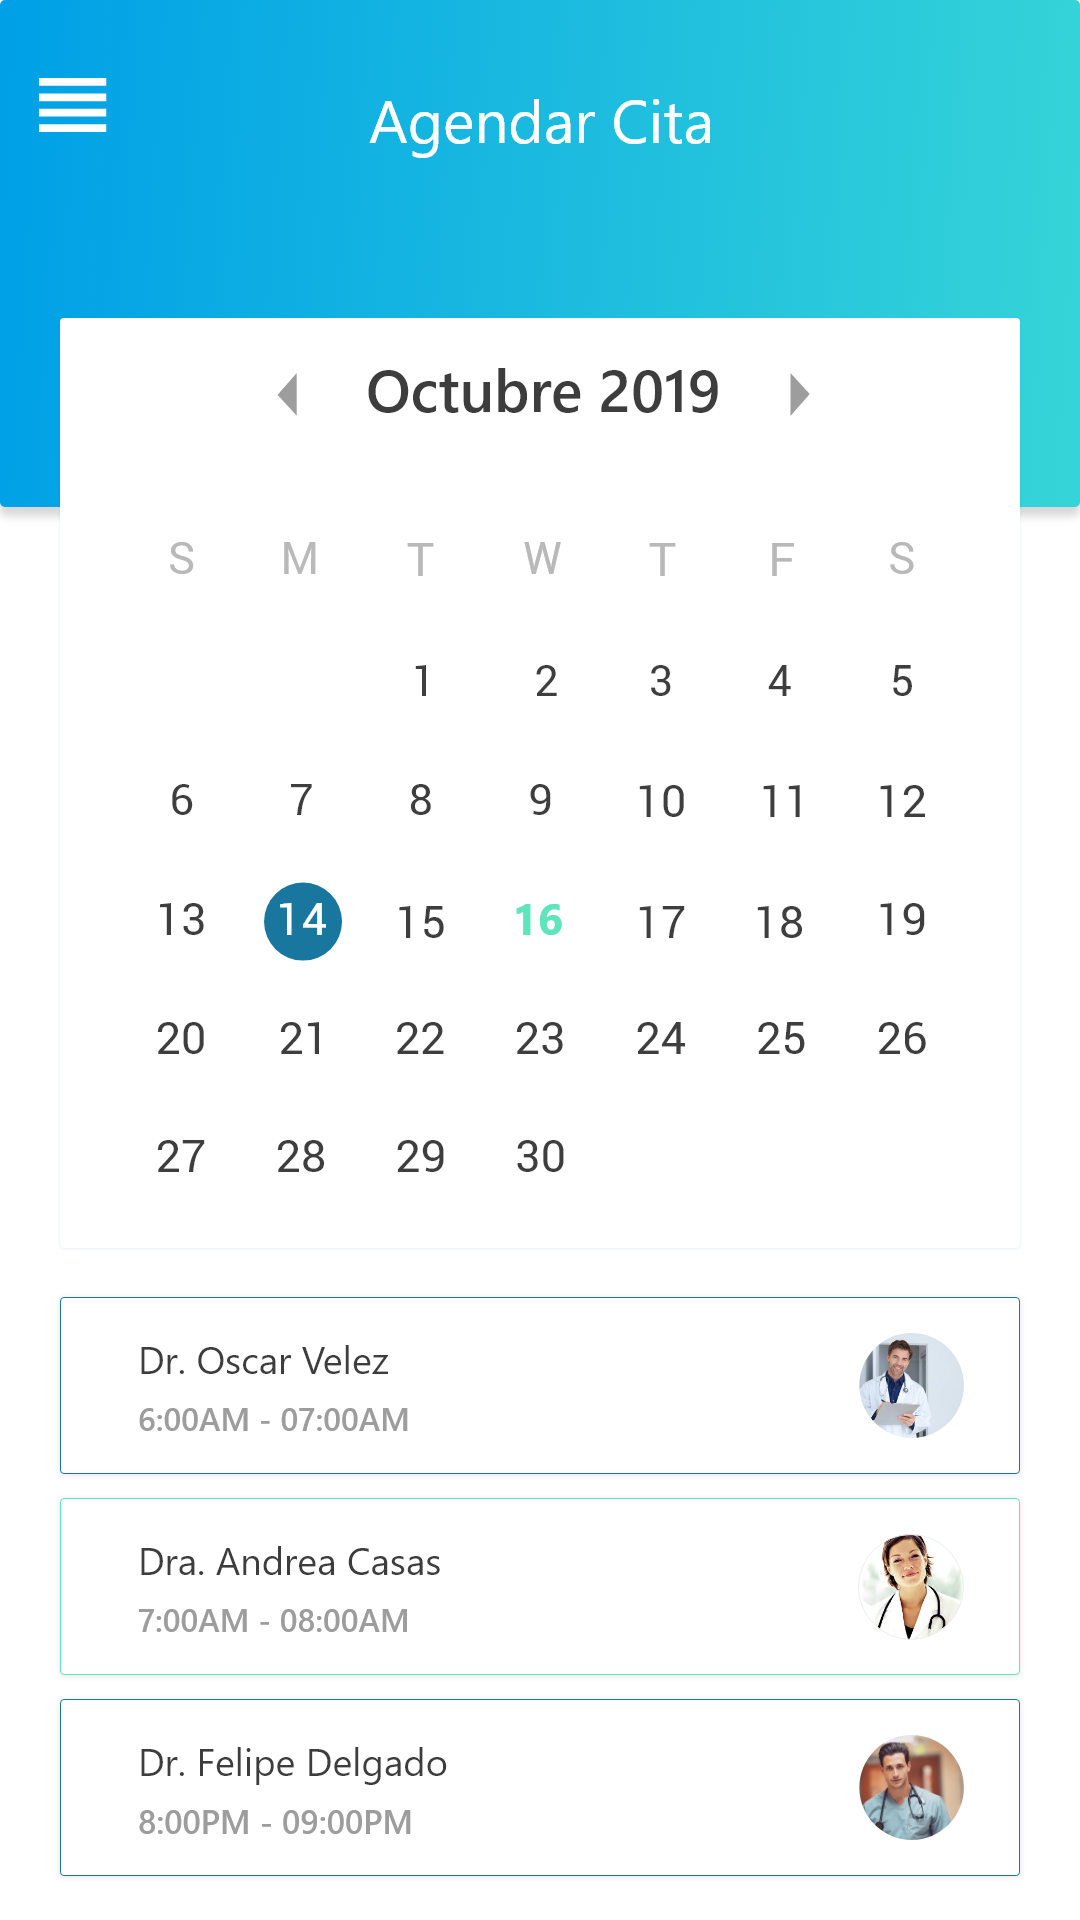 Agendar Cita
Octubre 2019
S M T W T F S
1 2 3 4 5
6 7 8 9 10 11 12
13 14 15 16 17 18 19
20 21 22 23 24 25 26
27 28 29 30
Dr. Oscar Velez
6:00AM - 07:00AM
Dra. Andrea Casas
7:00AM - 08:00AM
Dr. Felipe Delgado
8:00PM - 09:00PM